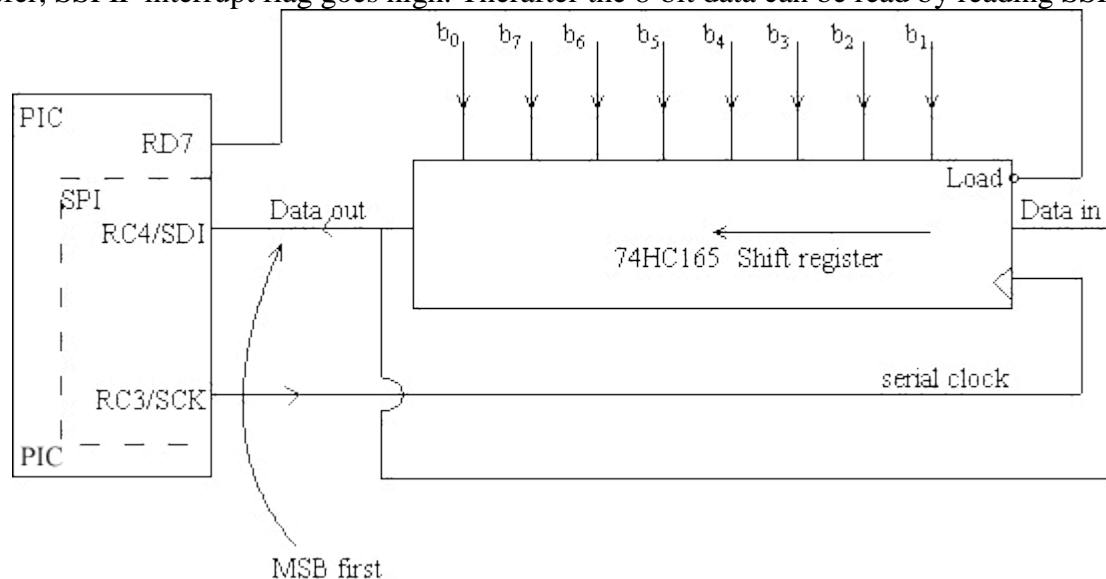 b0 b7 b6 b5 b4 b3 b2 b1
PIC
RD7
Load
SPI
Data out
Data in
RC4/SDI
74HC165 Shift register
serial clock
RC3/SCK
PIC
MSB first